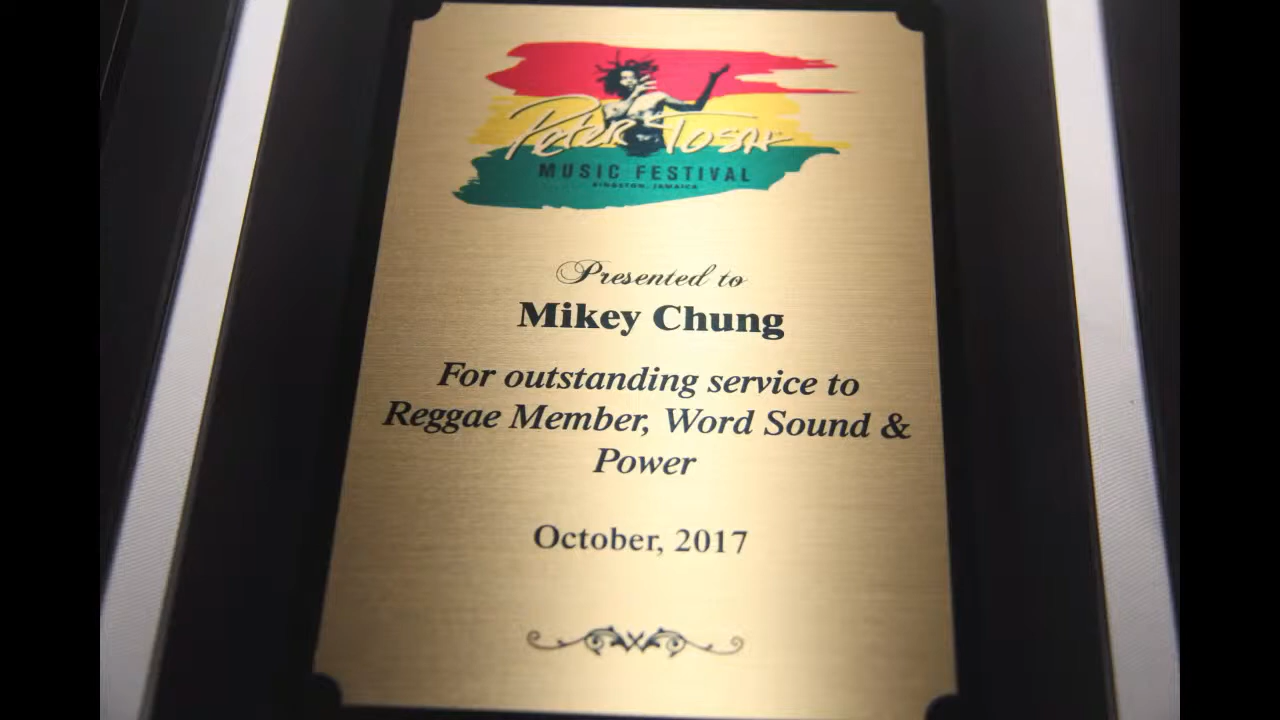 Peter Tosh
MUSIC FESTIVAL
KINGSTON, JAMAICA
Presented to
Mikey Chung
For outstanding service to
Reggae Member, Word Sound &
Power
October, 2017